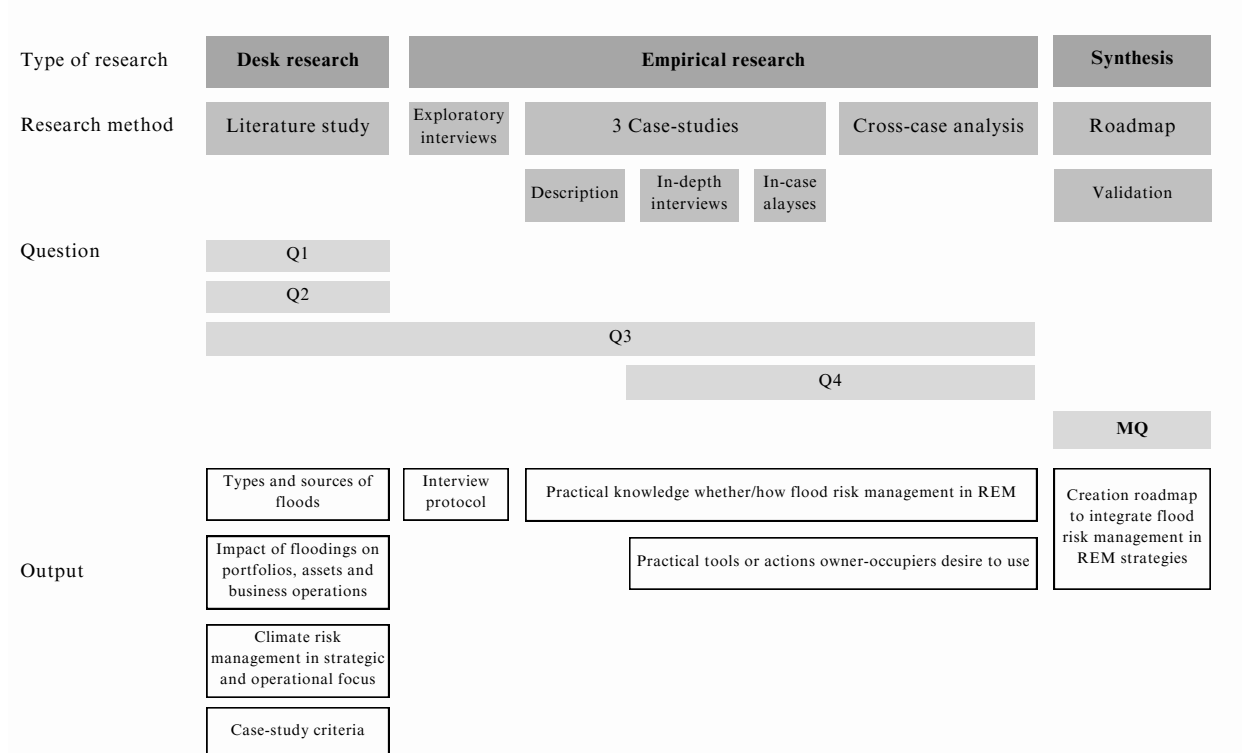 Type of research
Desk research
Empirical research
Synthesis
Research method
Literature study
Exploratory
interviews
3 Case-studies
Cross-case analysis
Roadmap
Description
In-depth
interviews
In-case
alayses
Validation
Question
Q1
Q2
Q3
Q4
MQ
Output
Types and sources of
floods
Interview
protocol
Practical knowledge whether/how flood risk management in REM
Creation roadmap
to integrate flood
risk management in
REM strategies
Impact of floodings on
portfolios, assets and
business operations
Practical tools or actions owner-occupiers desire to use
Climate risk
management in strategic
and operational focus
Case-study criteria